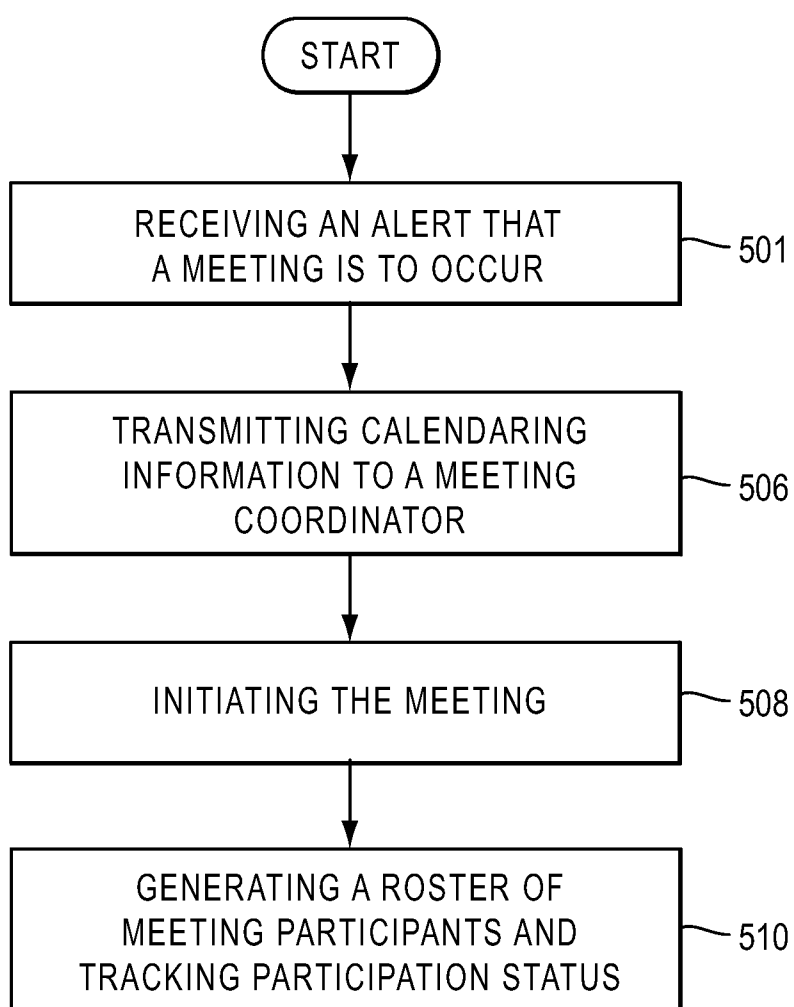 START
RECEIVING AN ALERT THAT
A MEETING IS TO OCCUR
501
TRANSMITTING CALENDARING
INFORMATION TO A MEETING
COORDINATOR
506
INITIATING THE MEETING
508
GENERATING A ROSTER OF
MEETING PARTICIPANTS AND
TRACKING PARTICIPATION STATUS
510